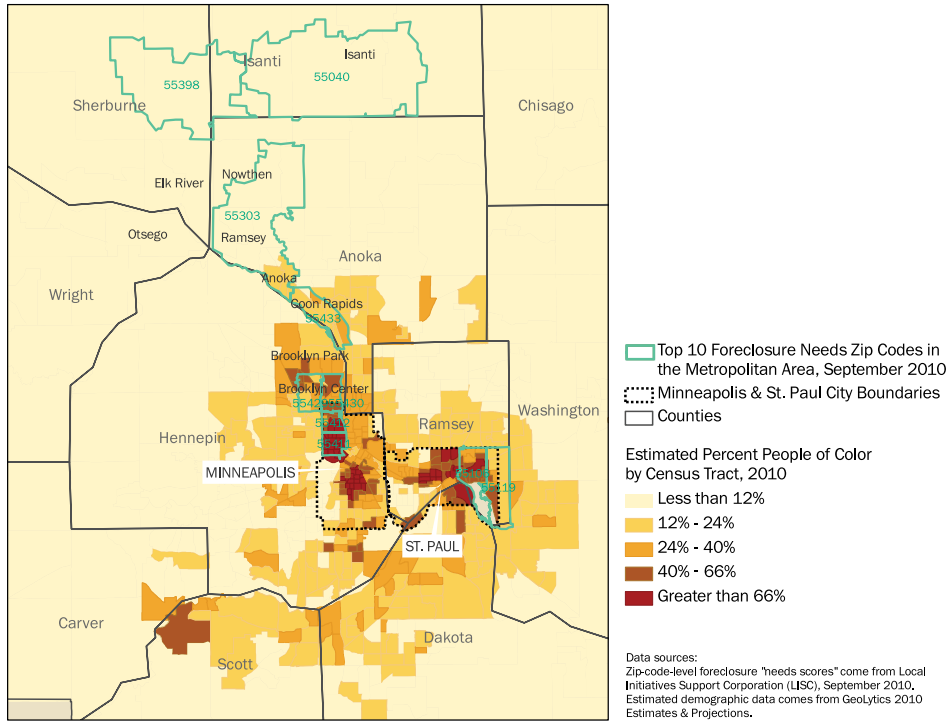 Isanti
Isanti
55398
55040
Sherburne
Chisago
Elk River
Nowthen
55303
Otsego
Ramsey
Anoka
Anoka
Wright
Coon Rapids
55433
Brooklyn Park
Brooklyn Center
Hennepin
Ramsey
Washington
55411
MINNEAPOLIS
ST. PAUL
Carver
Scott
Dakota
Top 10 Foreclosure Needs Zip Codes in
the Metropolitan Area, September 2010
Minneapolis & St. Paul City Boundaries
Counties
Estimated Percent People of Color
by Census Tract, 2010
Less than 12%
12% - 24%
24% - 40%
40% - 66%
Greater than 66%
Data sources:
Zip-code-level foreclosure "needs scores" come from Local
Initiatives Support Corporation (LISC), September 2010.
Estimated demographic data comes from GeoLytics 2010
Estimates & Projections.